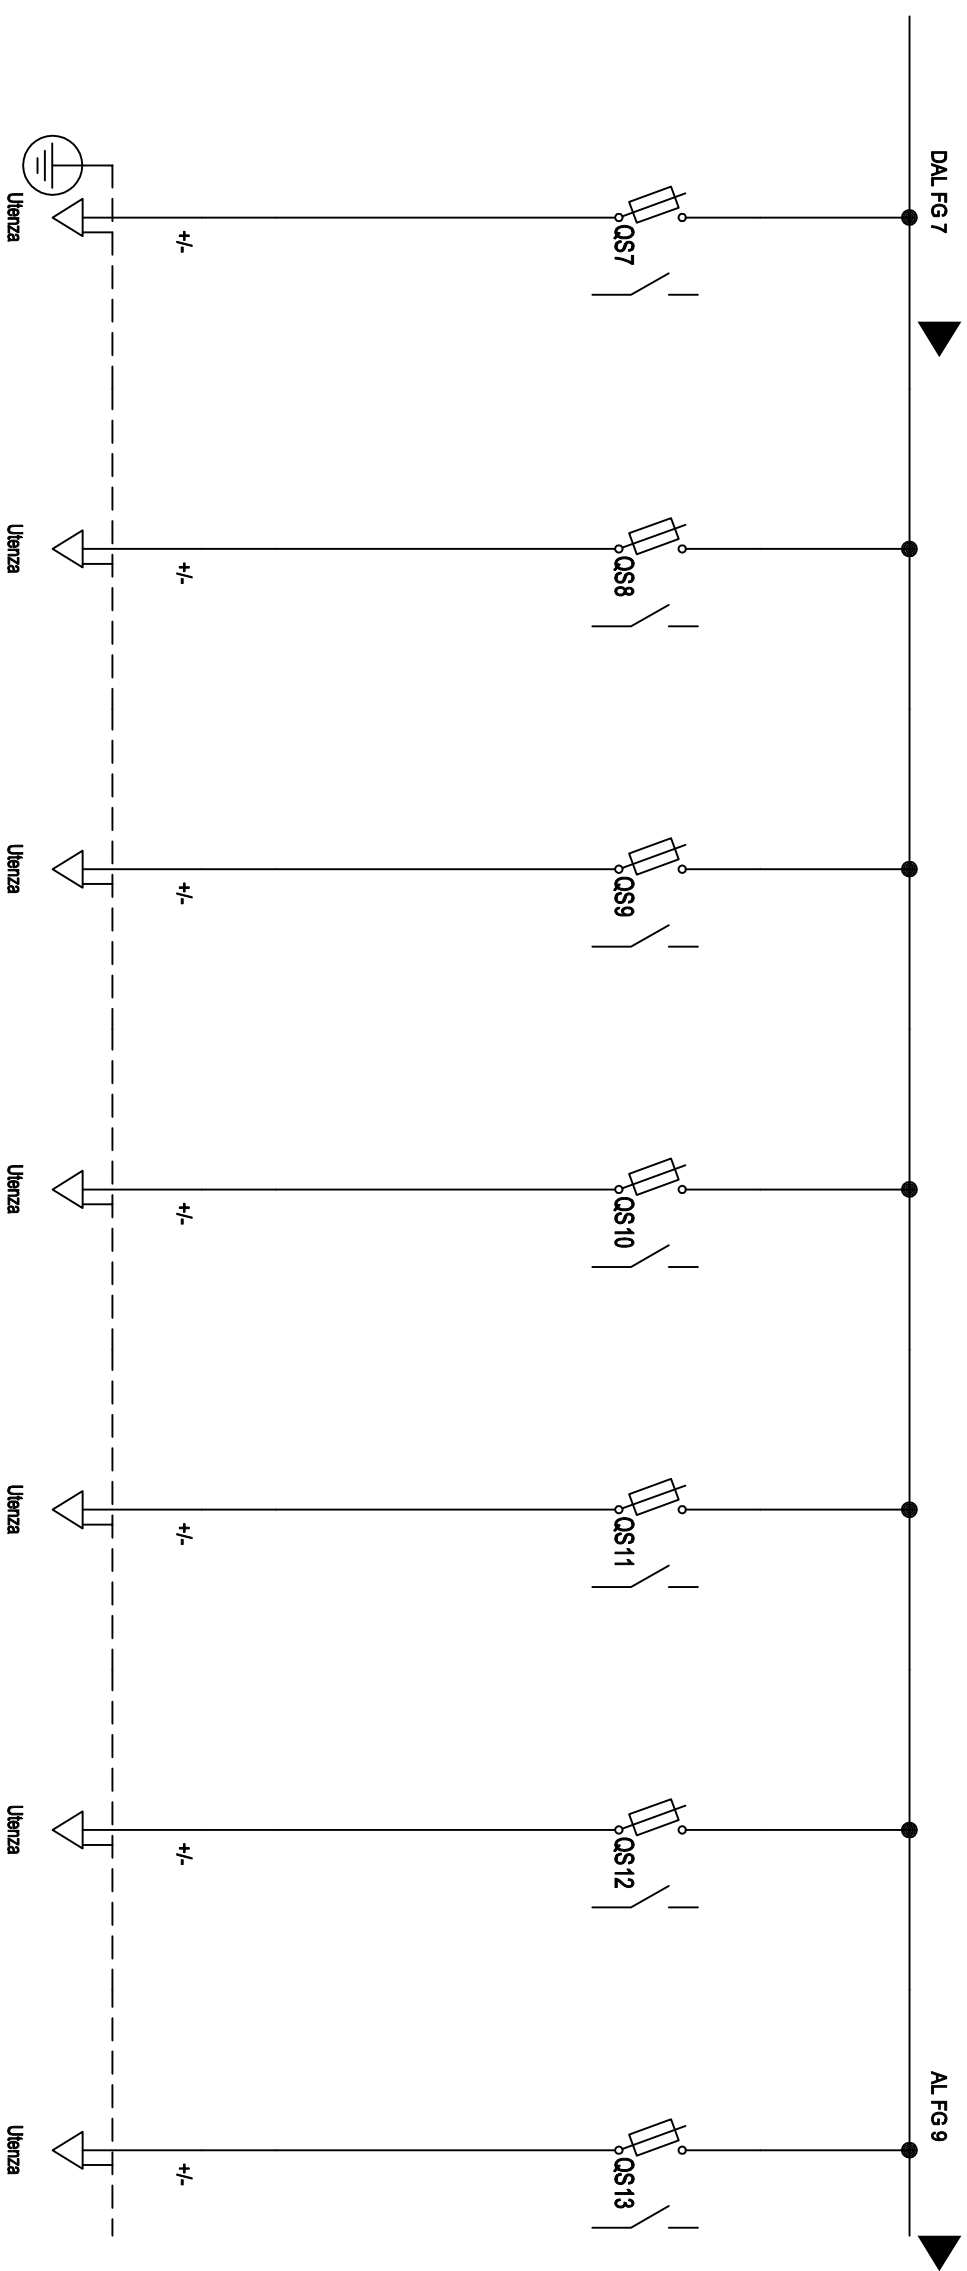 DAL FG 7
AL FG 9
QS7
QS8
QS9
QS10
QS11
QS12
QS13
+/-
+/-
+/-
+/-
+/-
+/-
+/-
Utenza
Utenza
Utenza
Utenza
Utenza
Utenza
Utenza